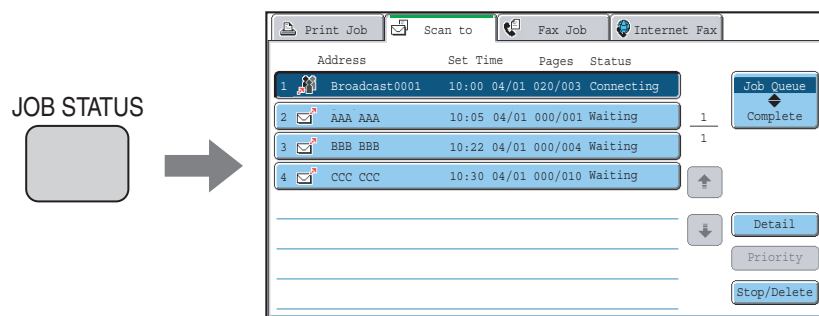 JOB STATUS
Print Job Scan to Fax Job Internet Fax
Address Set Time Pages Status
1 Broadcast0001 10:00 04/01 020/003 Connecting
2 AAA AAA 10:05 04/01 000/001 Waiting
3 BBB BBB 10:22 04/01 000/004 Waiting
4 CCC CCC 10:30 04/01 000/010 Waiting
1
1
Job Queue
Complete
Detail
Priority
Stop/Delete